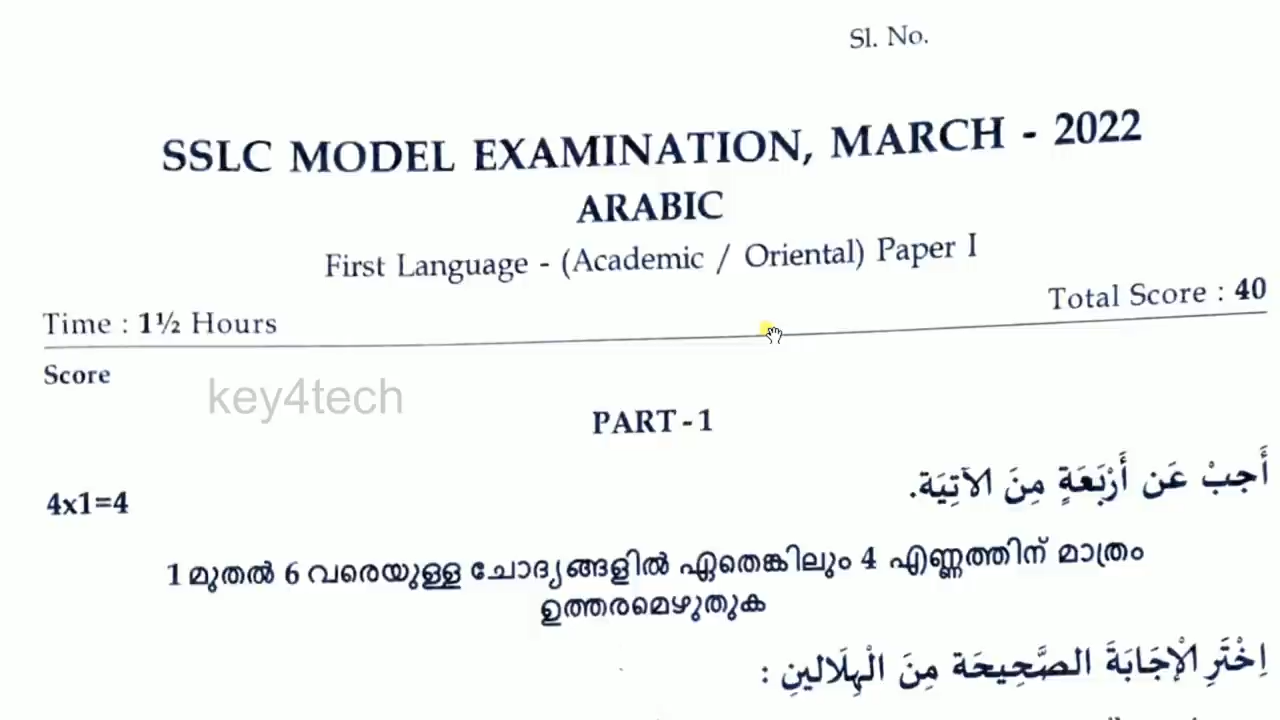 Sl. No.
SSLC MODEL EXAMINATION, MARCH - 2022
ARABIC
First Language - (Academic / Oriental) Paper I
Time : 1½ Hours
Total Score : 40
Score
key4tech
PART - 1
أَجِبْ عَن أَرْبَعَةٍ مِنَ الآتِيَة.
4x1=4
1 മുതൽ 6 വരെയുള്ള ചോദ്യങ്ങളിൽ ഏതെങ്കിലും 4 എണ്ണത്തിന് മാത്രം
ഉത്തരമെഴുതുക
اِخْتَرِ الْإِجَابَةَ الصَّحِيحَة مِنَ الْهِلَالينِ :